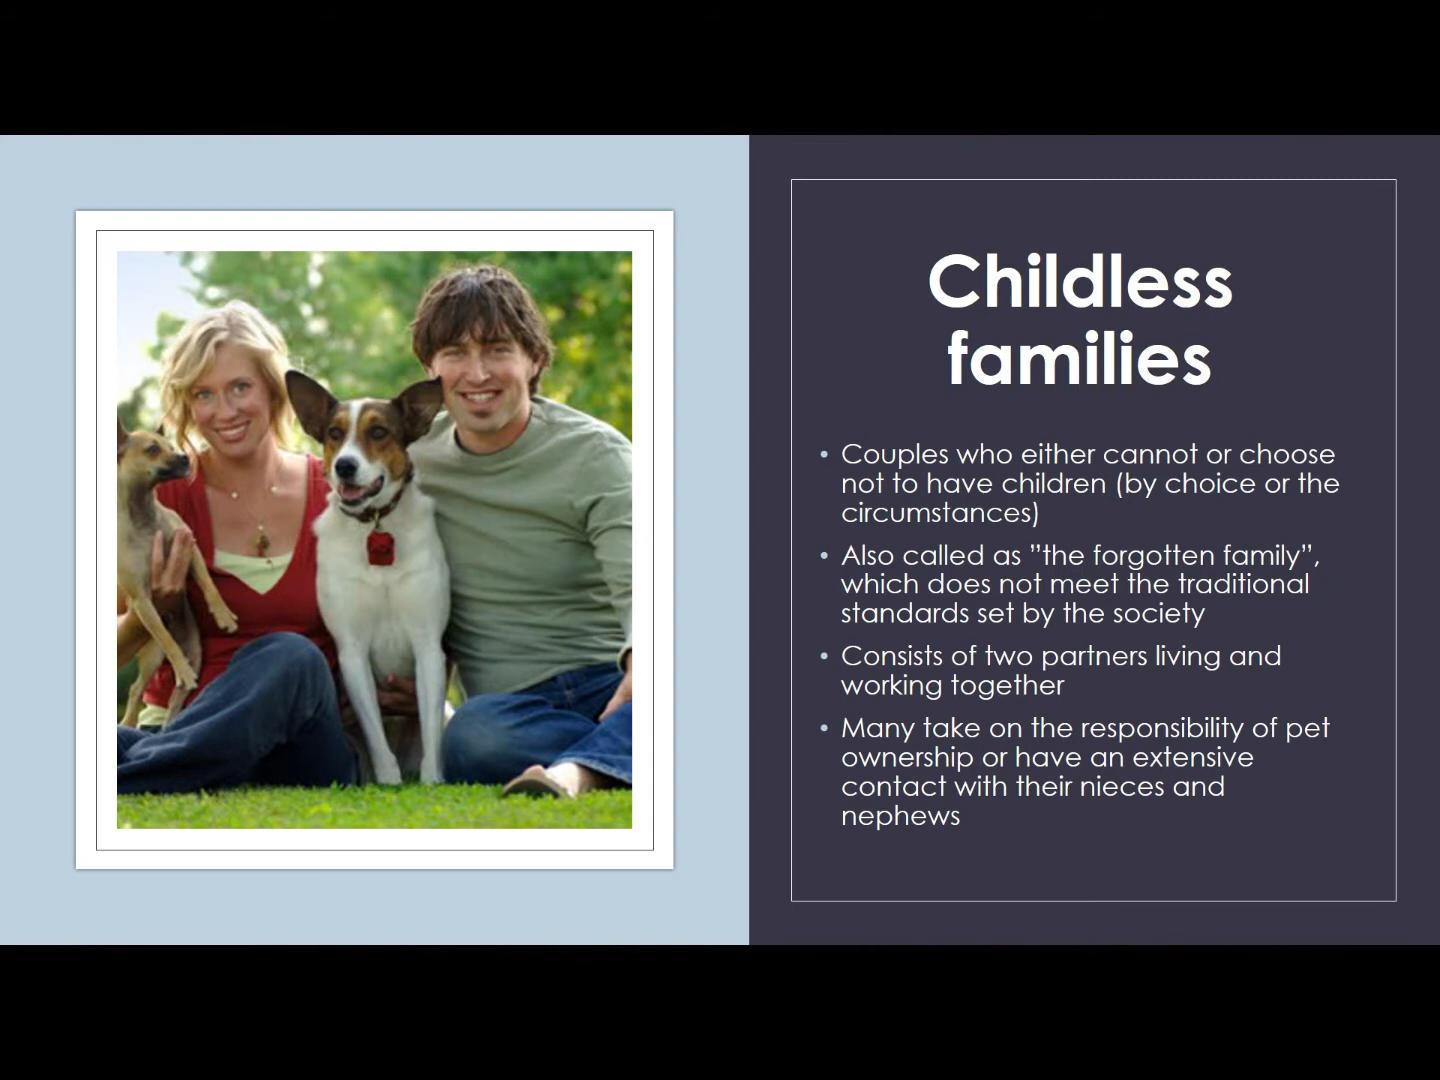 Childless
families
• Couples who either cannot or choose
not to have children (by choice or the
circumstances)
• Also called as ”the forgotten family”,
which does not meet the traditional
standards set by the society
• Consists of two partners living and
working together
• Many take on the responsibility of pet
ownership or have an extensive
contact with their nieces and
nephews